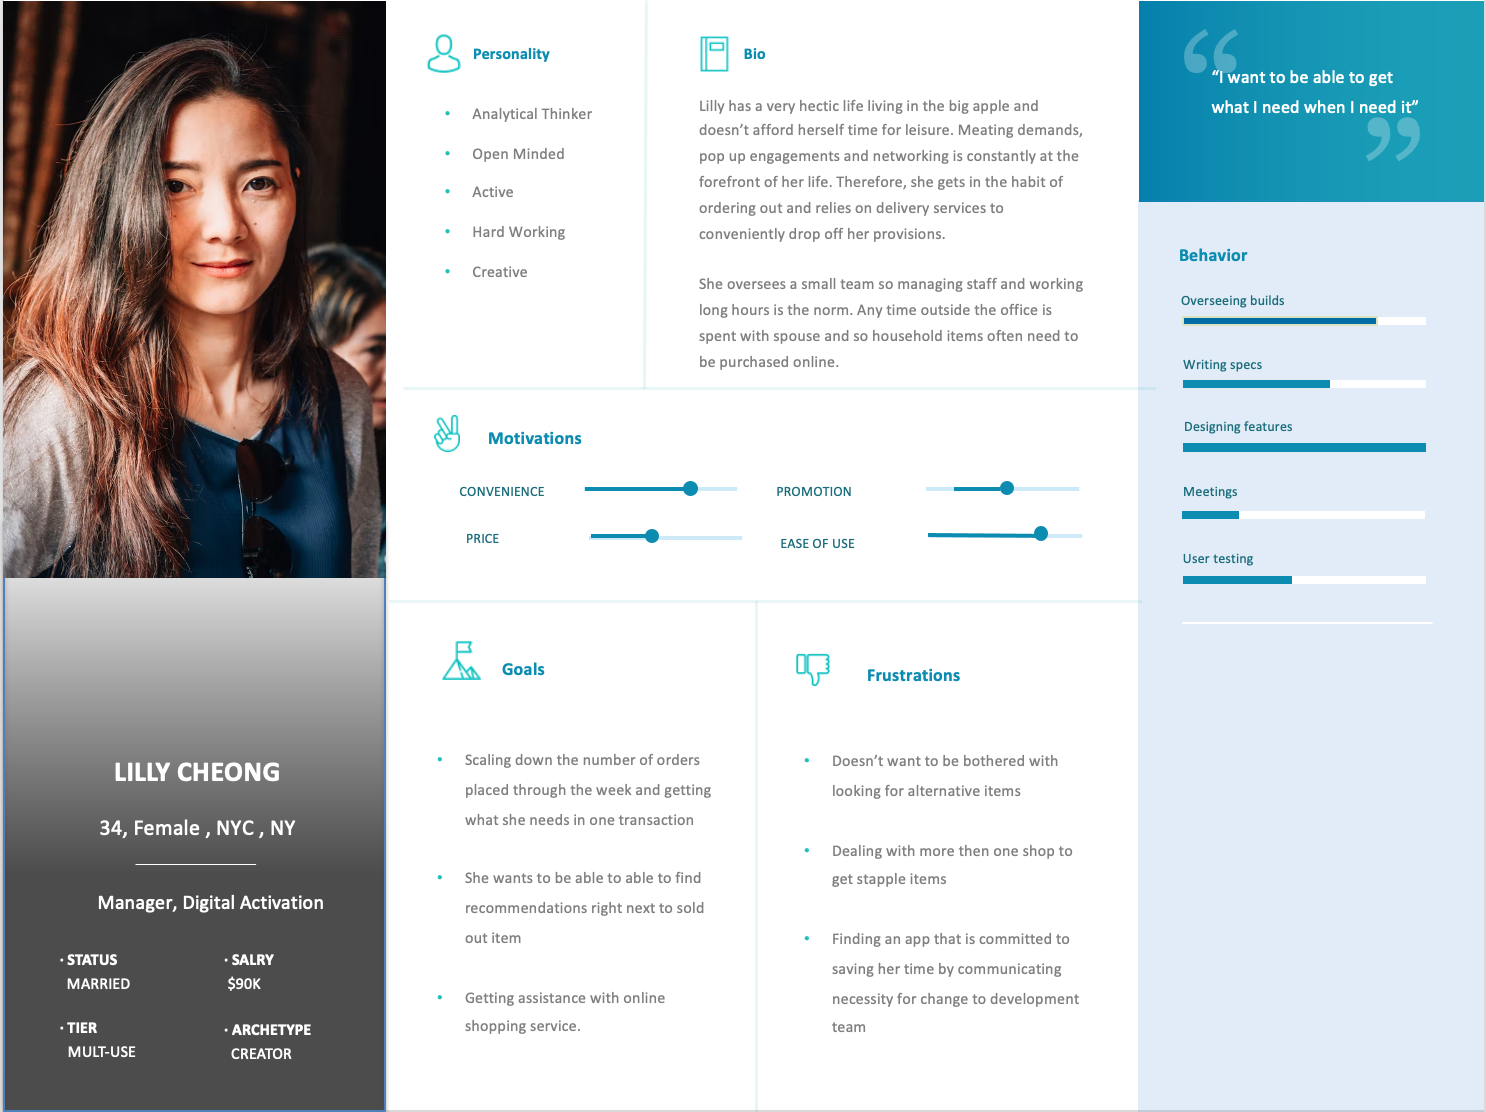 Personality
• Analytical Thinker
• Open Minded
• Active
• Hard Working
• Creative
Bio
Lilly has a very hectic life living in the big apple and
doesn’t afford herself time for leisure. Meating demands,
pop up engagements and networking is constantly at the
forefront of her life. Therefore, she gets in the habit of
ordering out and relies on delivery services to
conveniently drop off her provisions.
She oversees a small team so managing staff and working
long hours is the norm. Any time outside the office is
spent with spouse and so household items often need to
be purchased online.
“I want to be able to get
what I need when I need it”
Behavior
Overseeing builds
Writing specs
Designing features
Meetings
User testing
Motivations
CONVENIENCE
PROMOTION
PRICE
EASE OF USE
LILLY CHEONG
34, Female , NYC , NY
Manager, Digital Activation
· STATUS
MARRIED
· SALRY
$90K
· TIER
MULT-USE
· ARCHETYPE
CREATOR
Goals
• Scaling down the number of orders
placed through the week and getting
what she needs in one transaction
• She wants to be able to able to find
recommendations right next to sold
out item
• Getting assistance with online
shopping service.
Frustrations
• Doesn’t want to be bothered with
looking for alternative items
• Dealing with more then one shop to
get stapple items
• Finding an app that is committed to
saving her time by communicating
necessity for change to development
team